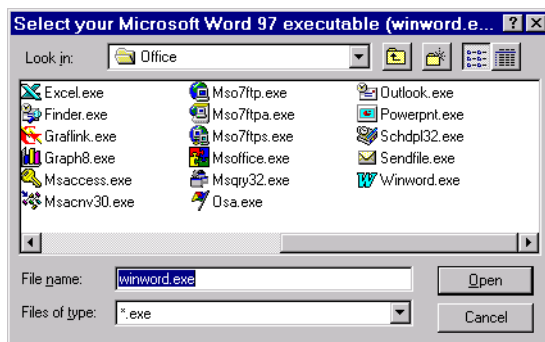 Select your Microsoft Word 97 executable (winword.e...
Look in:
Office
Excel.exe
Finder.exe
Graflink.exe
Graph8.exe
Msaccess.exe
Msacnv30.exe
Mso7ftp.exe
Mso7ftpa.exe
Mso7ftps.exe
Msoffice.exe
Msqry32.exe
Osa.exe
Outlook.exe
Powerpnt.exe
Schdpl32.exe
Sendfile.exe
Winword.exe
File name:
winword.exe
Open
Files of type:
*.exe
Cancel